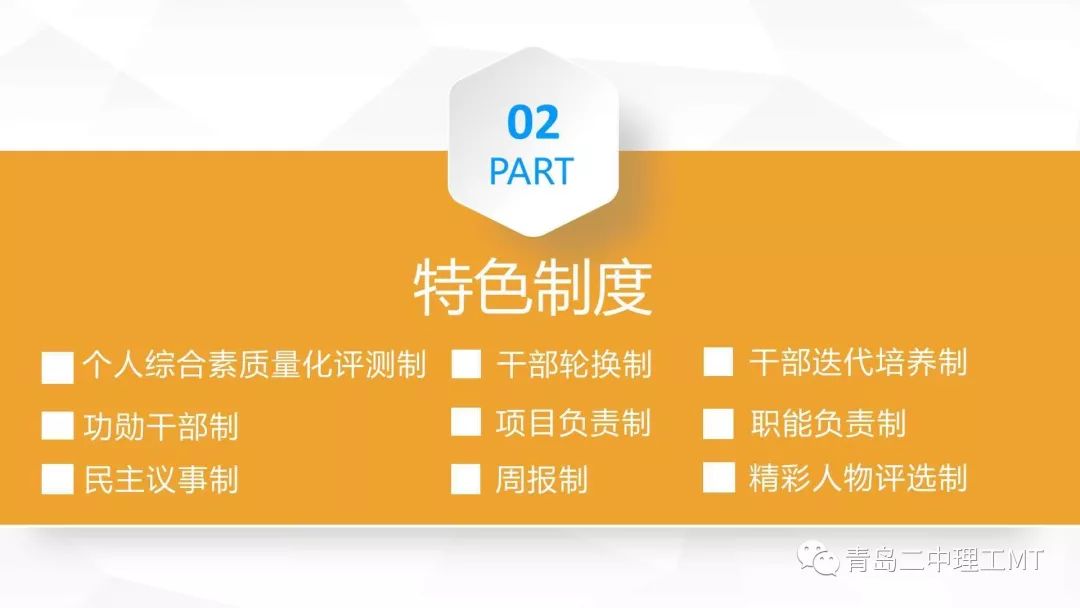 02
PART
特色制度
个人综合素质量化评测制 干部轮换制 干部迭代培养制
功勋干部制 项目负责制 职能负责制
民主议事制 周报制 精彩人物评选制
青岛二中理工MT